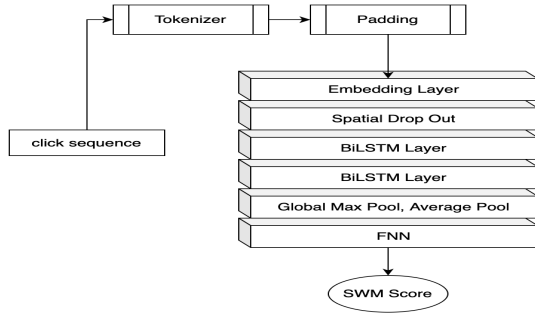 Tokenizer
Padding
click sequence
Embedding Layer
Spatial Drop Out
BiLSTM Layer
BiLSTM Layer
Global Max Pool, Average Pool
FNN
SWM Score